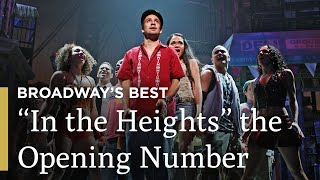 BROADWAY'S BEST
“In the Heights” the
Opening Number